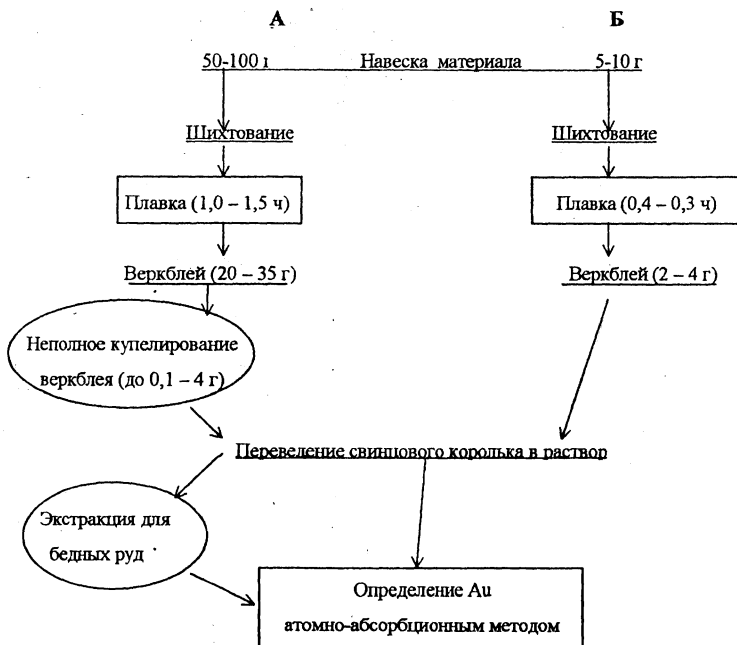 А Б
50-100 г Навеска материала 5-10 г
Шихтование Шихтование
Плавка (1,0 – 1,5 ч) Плавка (0,4 – 0,3 ч)
Веркблей (20 – 35 г) Веркблей (2 – 4 г)
Неполное купелирование
веркблея (до 0,1 – 4 г)
Переведение свинцового королька в раствор
Экстракция для
бедных руд
Определение Au
атомно-абсорбционным методом